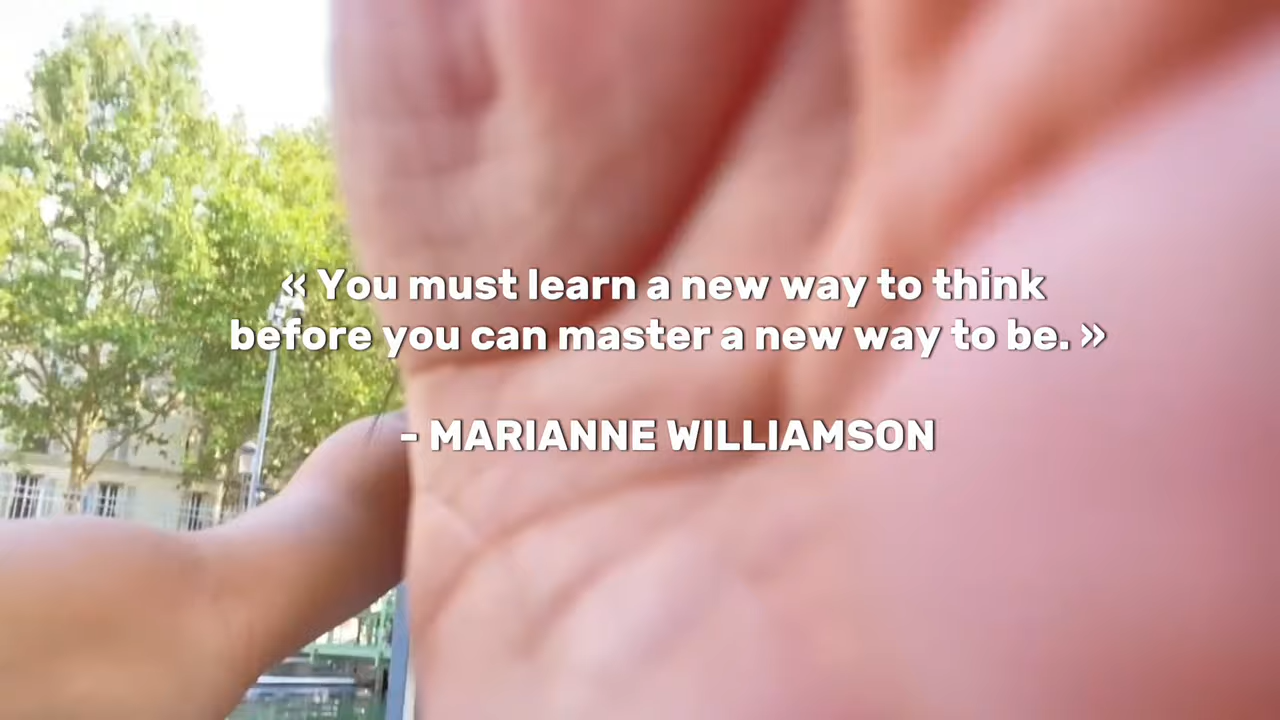 « You must learn a new way to think
before you can master a new way to be. »
- MARIANNE WILLIAMSON